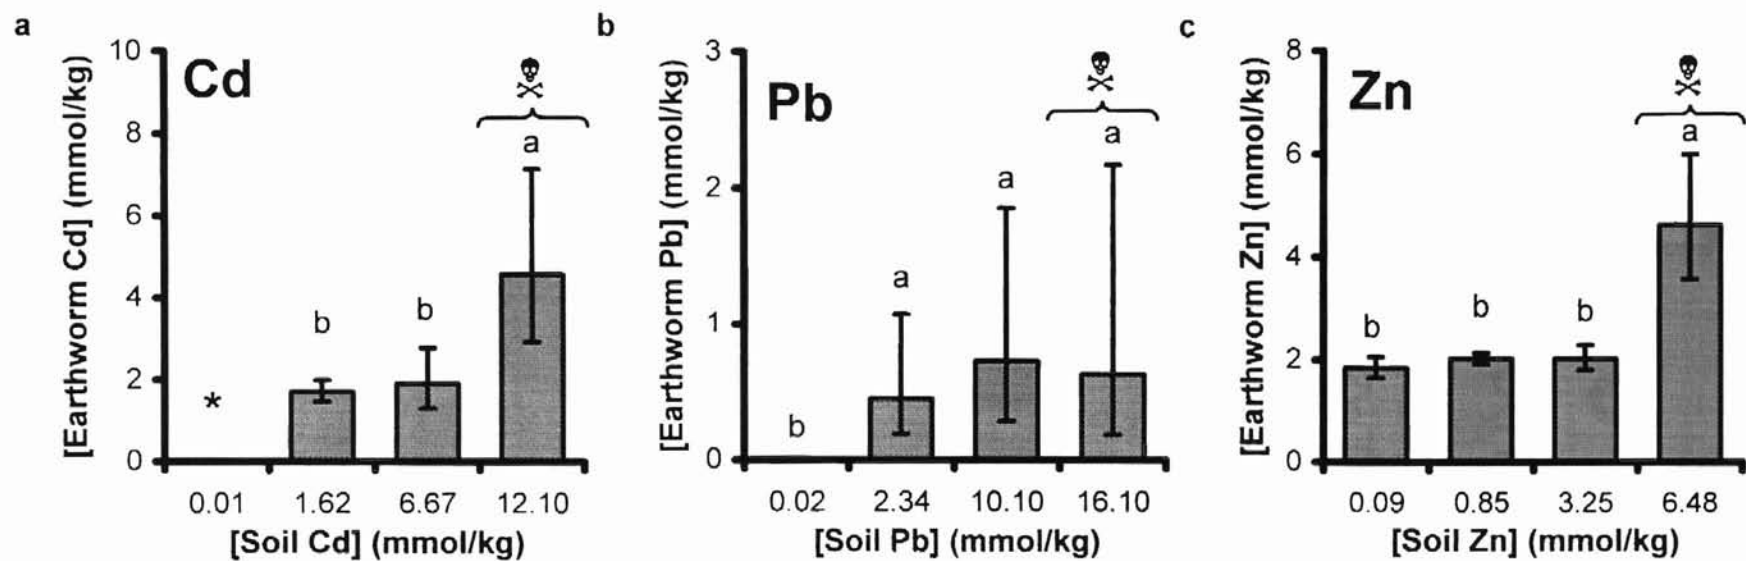 a
[Earthworm Cd] (mmol/kg)
10
8
6
4
2
0
Cd
*
b
b
a
0.01 1.62 6.67 12.10
[Soil Cd] (mmol/kg)
b
[Earthworm Pb] (mmol/kg)
3
2
1
0
Pb
b
a
a
a
0.02 2.34 10.10 16.10
[Soil Pb] (mmol/kg)
c
[Earthworm Zn] (mmol/kg)
8
6
4
2
0
Zn
b
b
b
a
0.09 0.85 3.25 6.48
[Soil Zn] (mmol/kg)